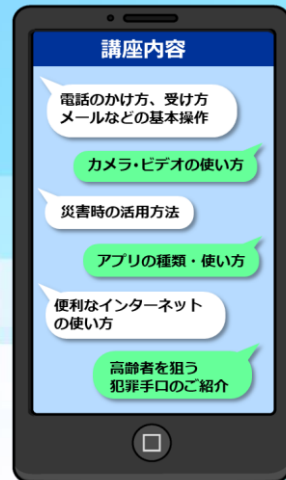 講座内容
電話のかけ方、受け方
メールなどの基本操作
カメラ・ビデオの使い方
災害時の活用方法
アプリの種類・使い方
便利なインターネット
の使い方
高齢者を狙う
犯罪手口のご紹介